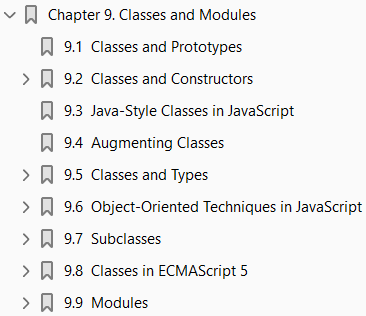 Chapter 9. Classes and Modules
9.1 Classes and Prototypes
9.2 Classes and Constructors
9.3 Java-Style Classes in JavaScript
9.4 Augmenting Classes
9.5 Classes and Types
9.6 Object-Oriented Techniques in JavaScript
9.7 Subclasses
9.8 Classes in ECMAScript 5
9.9 Modules